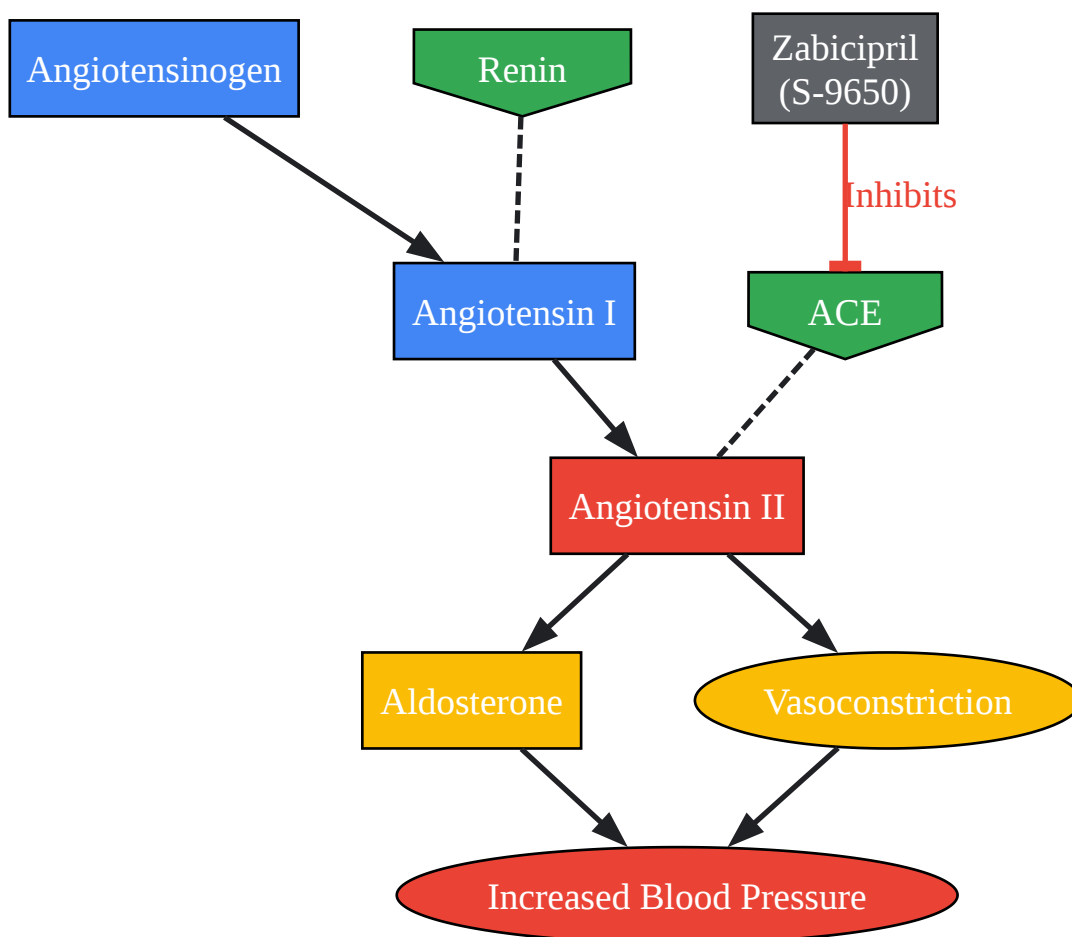 Angiotensinogen
Renin
Zabicipril
(S-9650)
Inhibits
Angiotensin I
ACE
Angiotensin II
Aldosterone
Vasoconstriction
Increased Blood Pressure